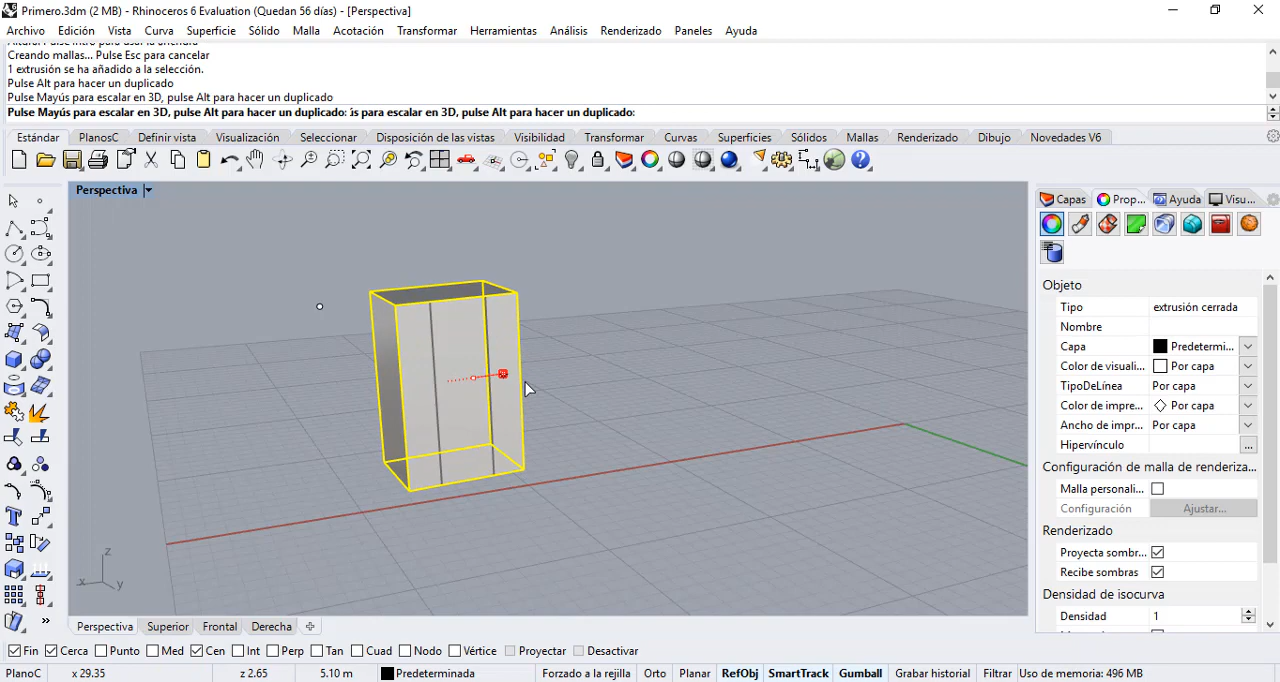 Primero.3dm (2 MB) - Rhinoceros 6 Evaluation (Quedan 56 días) - [Perspectiva]
Archivo Edición Vista Curva Superficie Sólido Malla Acotación Transformar Herramientas Análisis Renderizado Paneles Ayuda
Creando mallas... Pulse Esc para cancelar
1 extrusión se ha añadido a la selección.
Pulse Alt para hacer un duplicado
Pulse Mayús para escalar en 3D, pulse Alt para hacer un duplicado
Pulse Mayús para escalar en 3D, pulse Alt para hacer un duplicado: ús para escalar en 3D, pulse Alt para hacer un duplicado:
Estándar PlanosC Definir vista Visualización Seleccionar Disposición de las vistas Visibilidad Transformar Curvas Superficies Sólidos Mallas Renderizado Dibujo Novedades V6
Perspectiva
Capas Prop... Ayuda Visu...
Objeto
Tipo extrusión cerrada
Nombre
Capa Predetermi...
Color de visual... Por capa
TipoDeLínea Por capa
Color de impre... Por capa
Ancho de impr... Por capa
Hipervínculo ...
Configuración de malla de renderiza...
Malla personali...
Configuración Ajustar...
Renderizado
Proyecta sombr...
Recibe sombras
Densidad de isocurva
Densidad 1
z
x y
Perspectiva Superior Frontal Derecha
Fin Cerca Punto Med Cen Int Perp Tan Cuad Nodo Vértice Proyectar Desactivar
PlanoC x 29.35 z 2.65 5.10 m Predeterminada Forzado a la rejilla Orto Planar RefObj SmartTrack Gumball Grabar historial Filtrar Uso de memoria: 496 MB